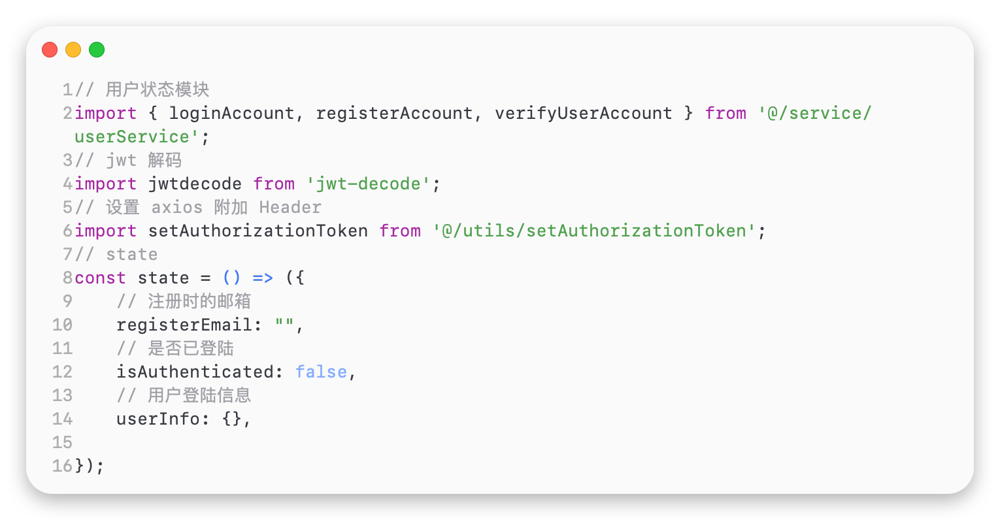 1// 用户状态模块
2import { loginAccount, registerAccount, verifyUserAccount } from '@/service/
userService';
3// jwt 解码
4import jwtdecode from 'jwt-decode';
5// 设置 axios 附加 Header
6import setAuthorizationToken from '@/utils/setAuthorizationToken';
7// state
8const state = () => ({
9    // 注册时的邮箱
10    registerEmail: "",
11    // 是否已登陆
12    isAuthenticated: false,
13    // 用户登陆信息
14    userInfo: {},
15
16});